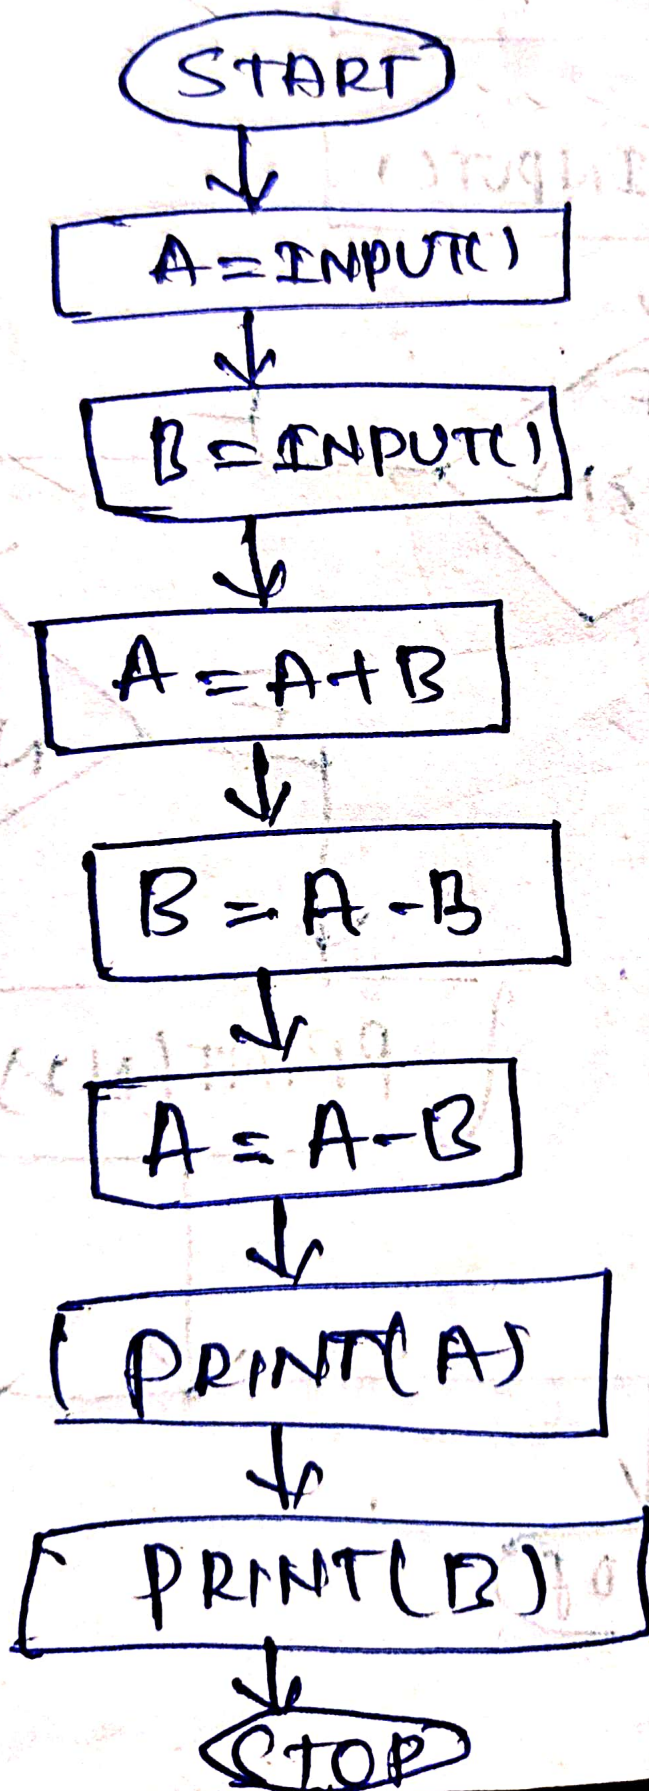 START
A=INPUT()
B=INPUT()
A=A+B
B=A-B
A=A-B
PRINT(A)
PRINT(B)
STOP